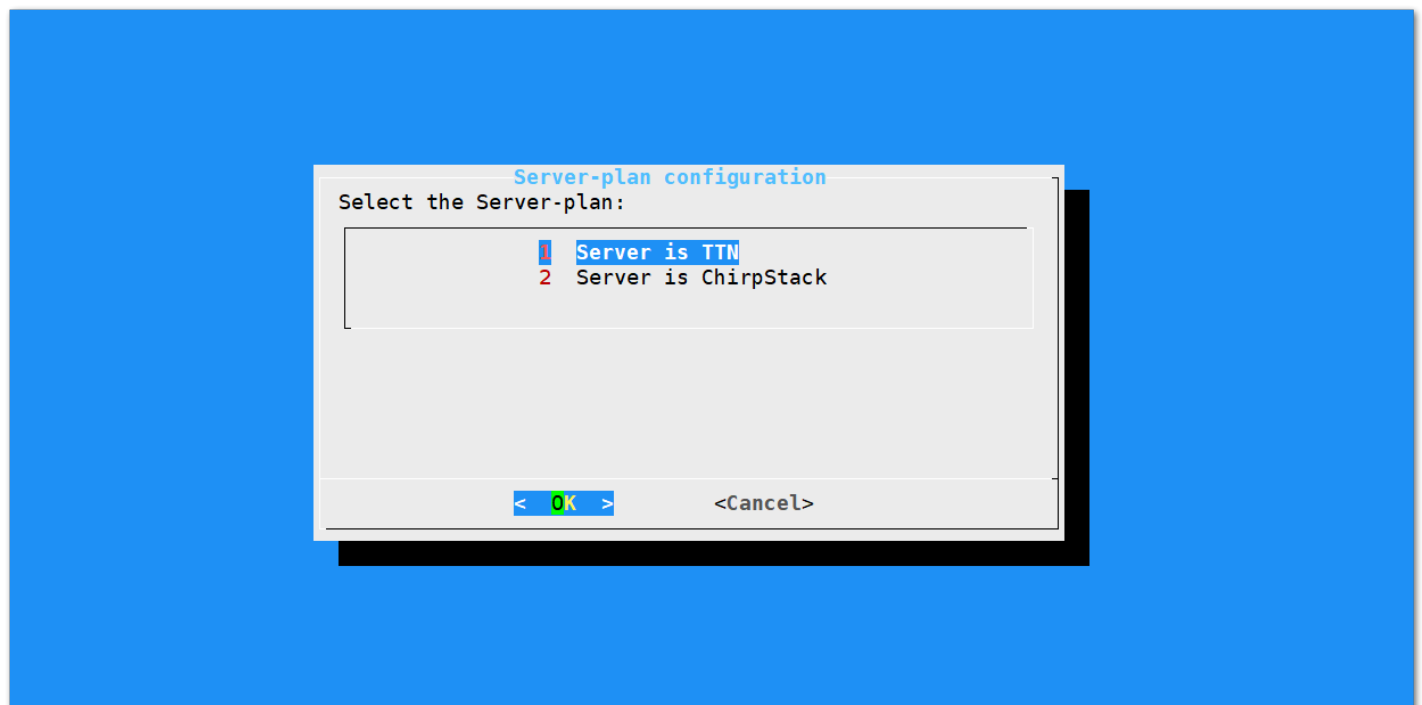 Server-plan configuration
Select the Server-plan:
1 Server is TTN
2 Server is ChirpStack
< OK > <Cancel>